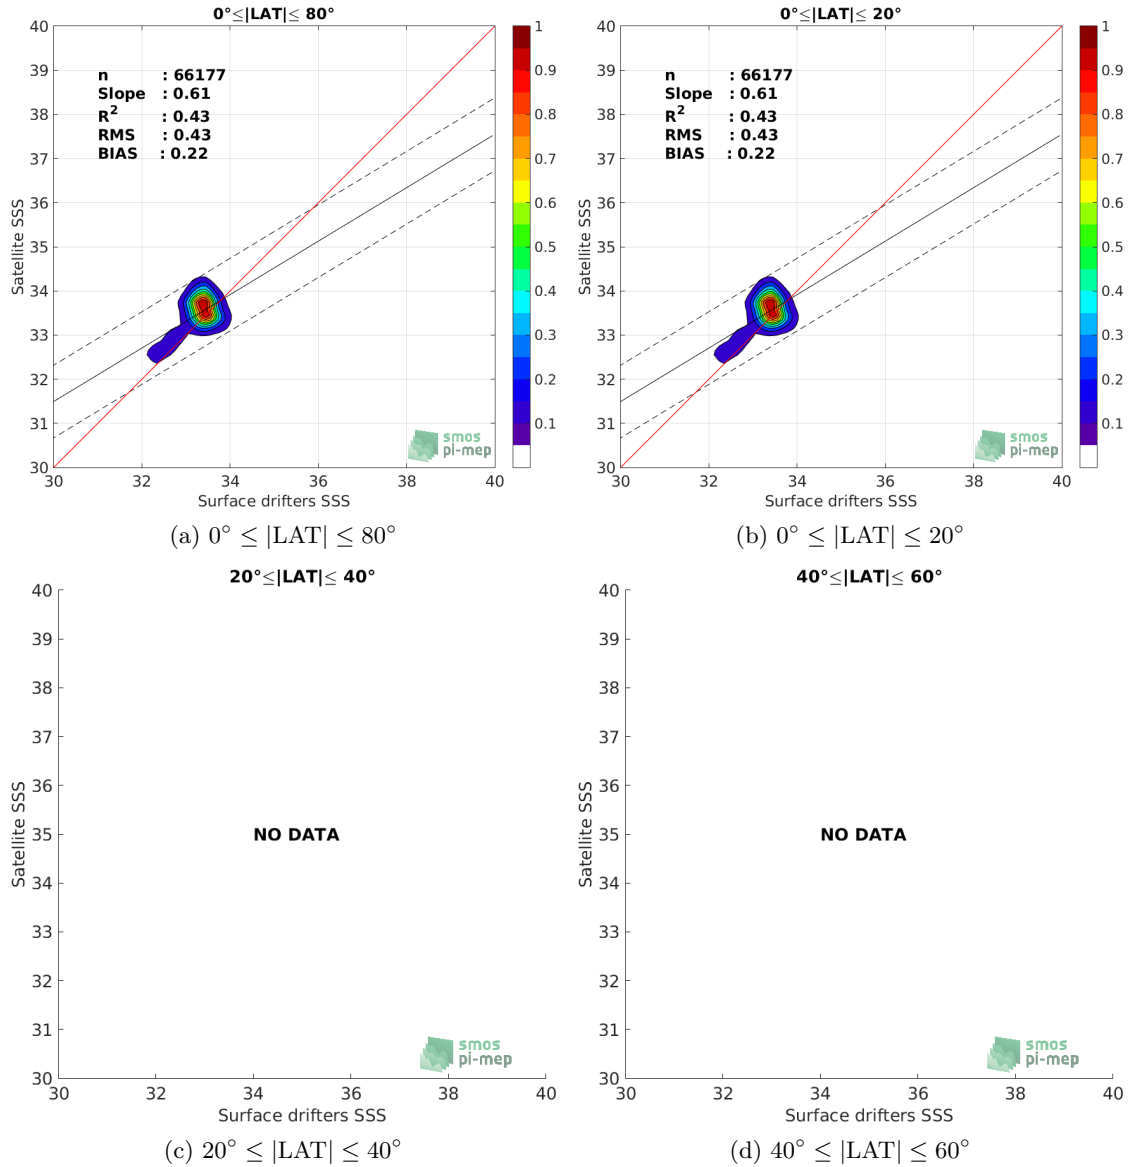 0°≤|LAT|≤ 80°
n : 66177
Slope : 0.61
R² : 0.43
RMS : 0.43
BIAS : 0.22
40
39
38
37
36
35
34
33
32
31
30
Satellite SSS
30 32 34 36 38 40
Surface drifters SSS
1
0.9
0.8
0.7
0.6
0.5
0.4
0.3
0.2
0.1
smos
pi-mep
(a) 0° ≤ |LAT| ≤ 80°
0°≤|LAT|≤ 20°
n : 66177
Slope : 0.61
R² : 0.43
RMS : 0.43
BIAS : 0.22
40
39
38
37
36
35
34
33
32
31
30
Satellite SSS
30 32 34 36 38 40
Surface drifters SSS
1
0.9
0.8
0.7
0.6
0.5
0.4
0.3
0.2
0.1
smos
pi-mep
(b) 0° ≤ |LAT| ≤ 20°
20°≤|LAT|≤ 40°
40
39
38
37
36
35
34
33
32
31
30
Satellite SSS
NO DATA
30 32 34 36 38 40
Surface drifters SSS
smos
pi-mep
(c) 20° ≤ |LAT| ≤ 40°
40°≤|LAT|≤ 60°
40
39
38
37
36
35
34
33
32
31
30
Satellite SSS
NO DATA
30 32 34 36 38 40
Surface drifters SSS
smos
pi-mep
(d) 40° ≤ |LAT| ≤ 60°